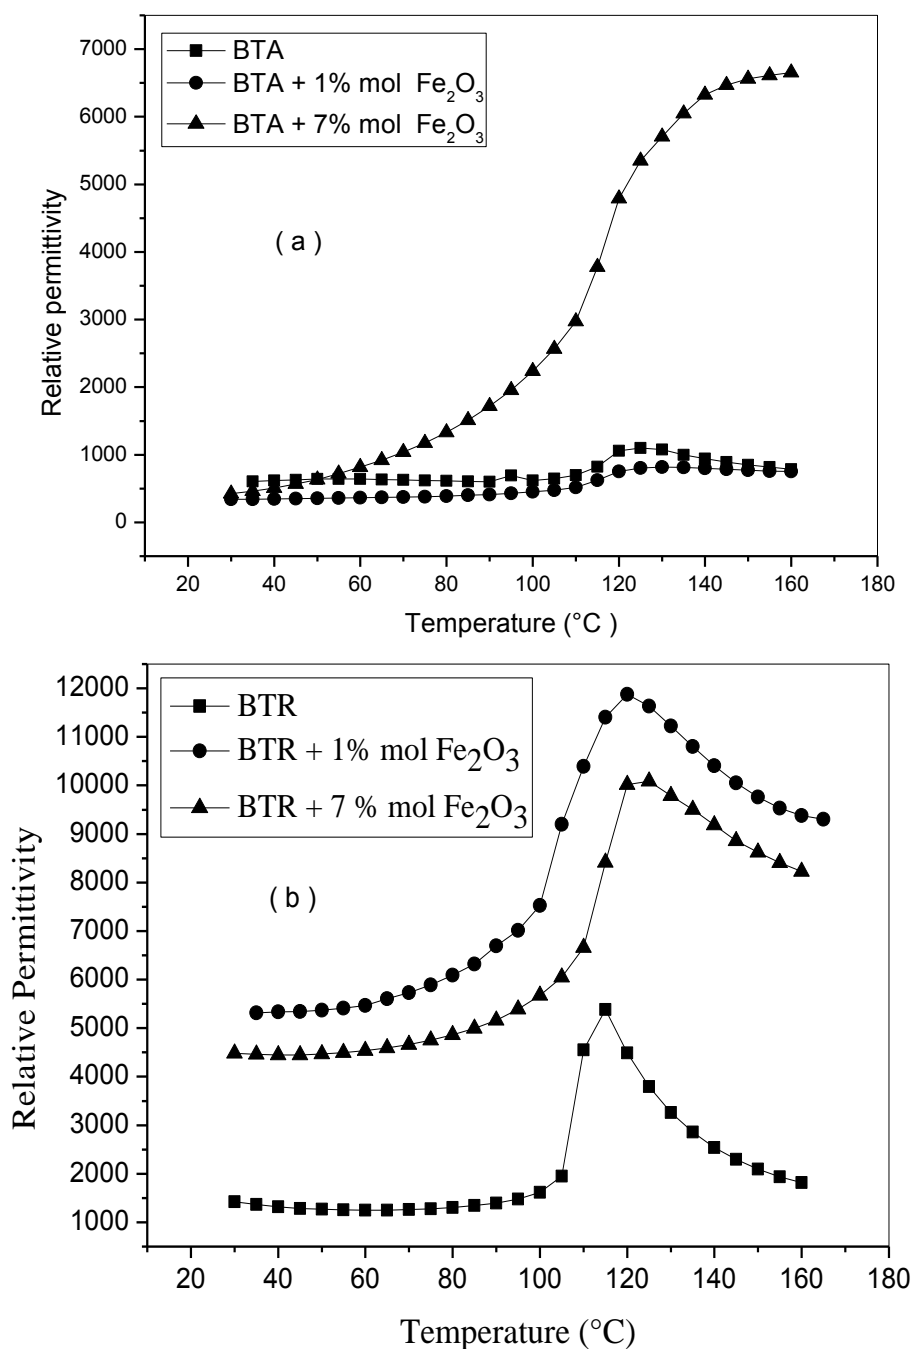 BTA
BTA + 1% mol Fe₂O₃
BTA + 7% mol Fe₂O₃
( a )
7000
6000
5000
4000
3000
2000
1000
0
Relative permittivity
20 40 60 80 100 120 140 160 180
Temperature (°C )
BTR
BTR + 1% mol Fe₂O₃
BTR + 7 % mol Fe₂O₃
( b )
12000
11000
10000
9000
8000
7000
6000
5000
4000
3000
2000
1000
Relative Permittivity
20 40 60 80 100 120 140 160 180
Temperature (°C)